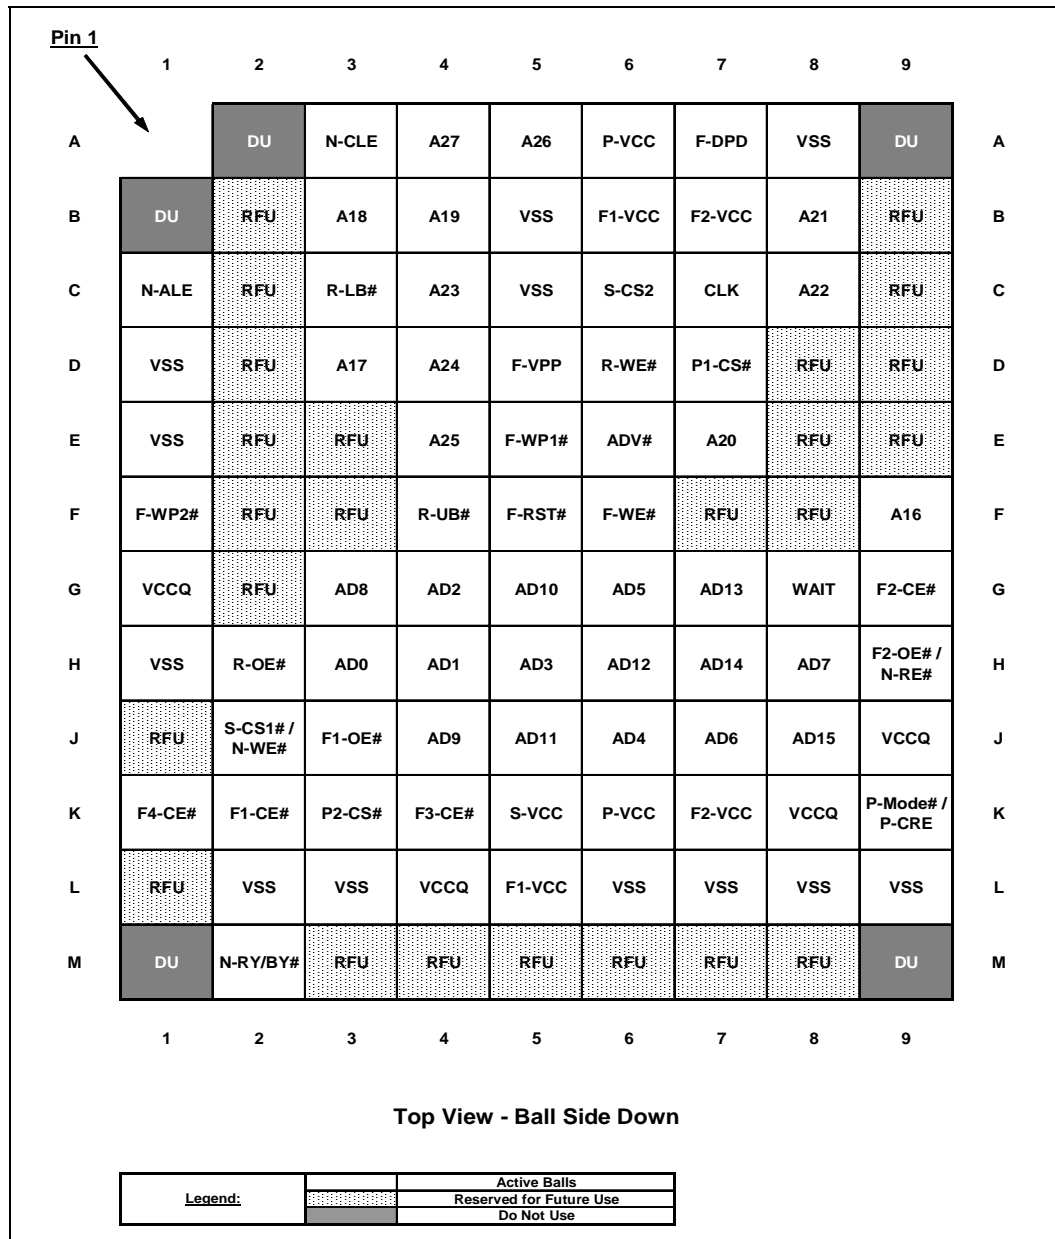 Pin 1
1 2 3 4 5 6 7 8 9
A DU N-CLE A27 A26 P-VCC F-DPD VSS DU A
B DU RFU A18 A19 VSS F1-VCC F2-VCC A21 RFU B
C N-ALE RFU R-LB# A23 VSS S-CS2 CLK A22 RFU C
D VSS RFU A17 A24 F-VPP R-WE# P1-CS# RFU RFU D
E VSS RFU RFU A25 F-WP1# ADV# A20 RFU RFU E
F F-WP2# RFU RFU R-UB# F-RST# F-WE# RFU RFU A16 F
G VCCQ RFU AD8 AD2 AD10 AD5 AD13 WAIT F2-CE# G
H VSS R-OE# AD0 AD1 AD3 AD12 AD14 AD7 F2-OE# / N-RE# H
J RFU S-CS1# / N-WE# F1-OE# AD9 AD11 AD4 AD6 AD15 VCCQ J
K F4-CE# F1-CE# P2-CS# F3-CE# S-VCC P-VCC F2-VCC VCCQ P-Mode# / P-CRE K
L RFU VSS VSS VCCQ F1-VCC VSS VSS VSS VSS L
M DU N-RY/BY# RFU RFU RFU RFU RFU RFU DU M
1 2 3 4 5 6 7 8 9
Top View - Ball Side Down
Legend:
Active Balls
Reserved for Future Use
Do Not Use